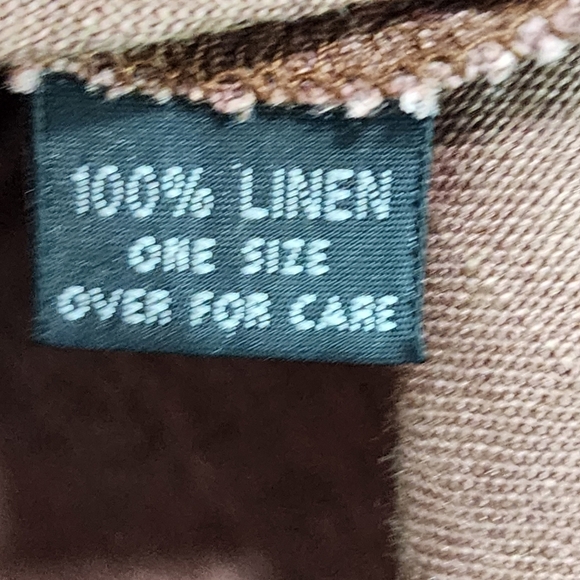 100% LINEN
ONE SIZE
OVER FOR CARE